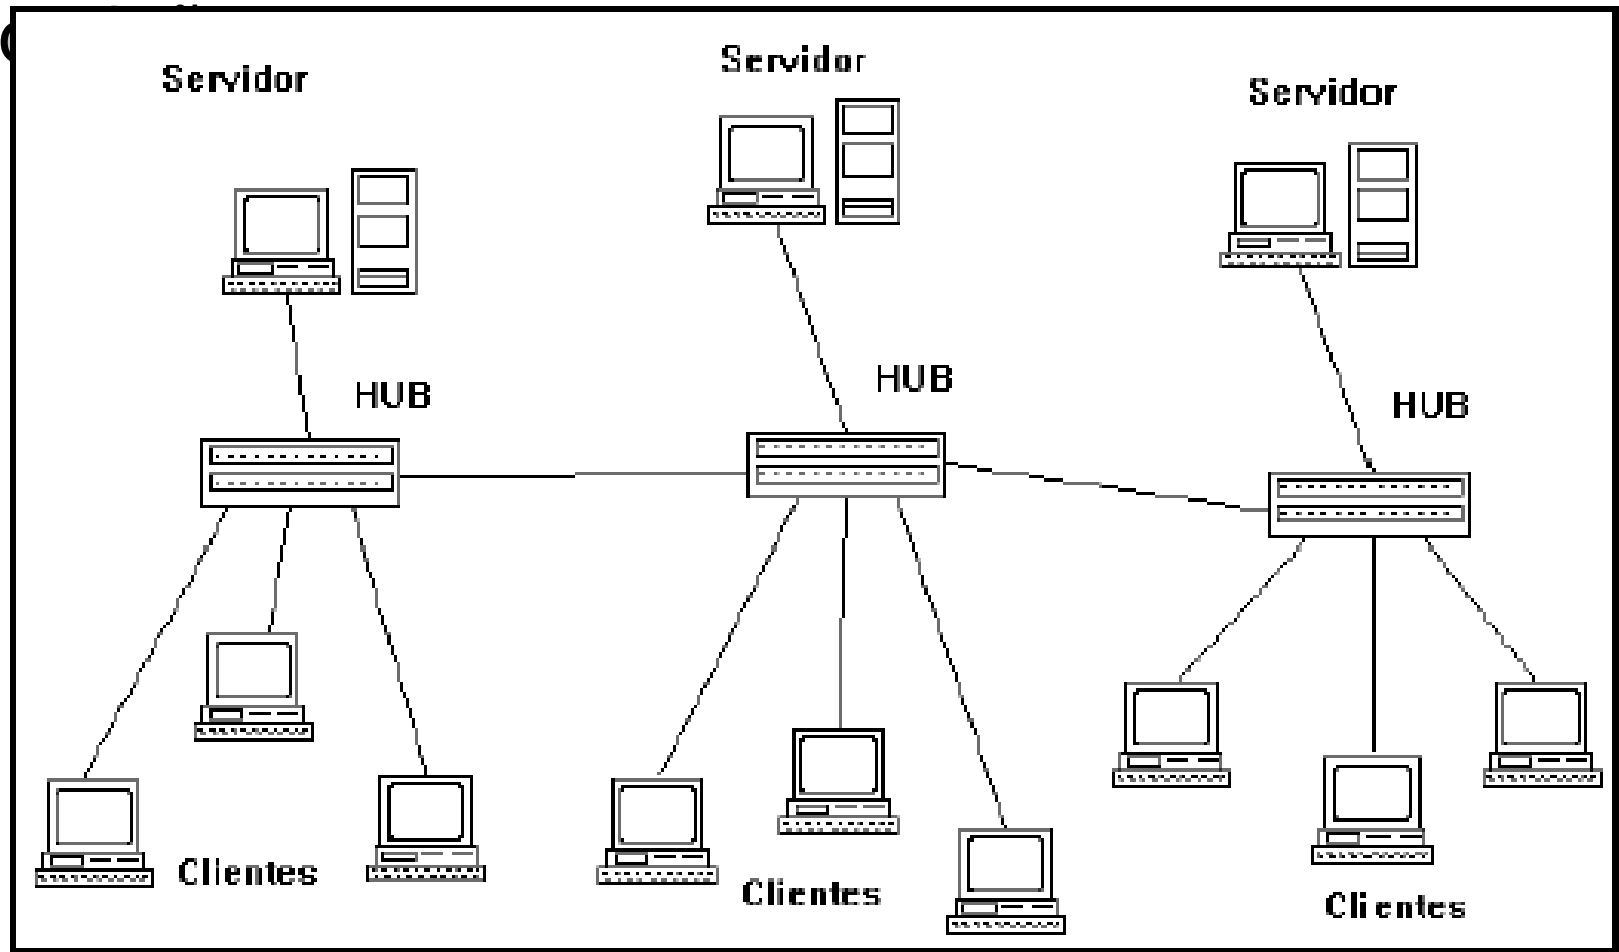 Servidor
Servidor
Servidor
HUB
HUB
HUB
Clientes
Clientes
Clientes